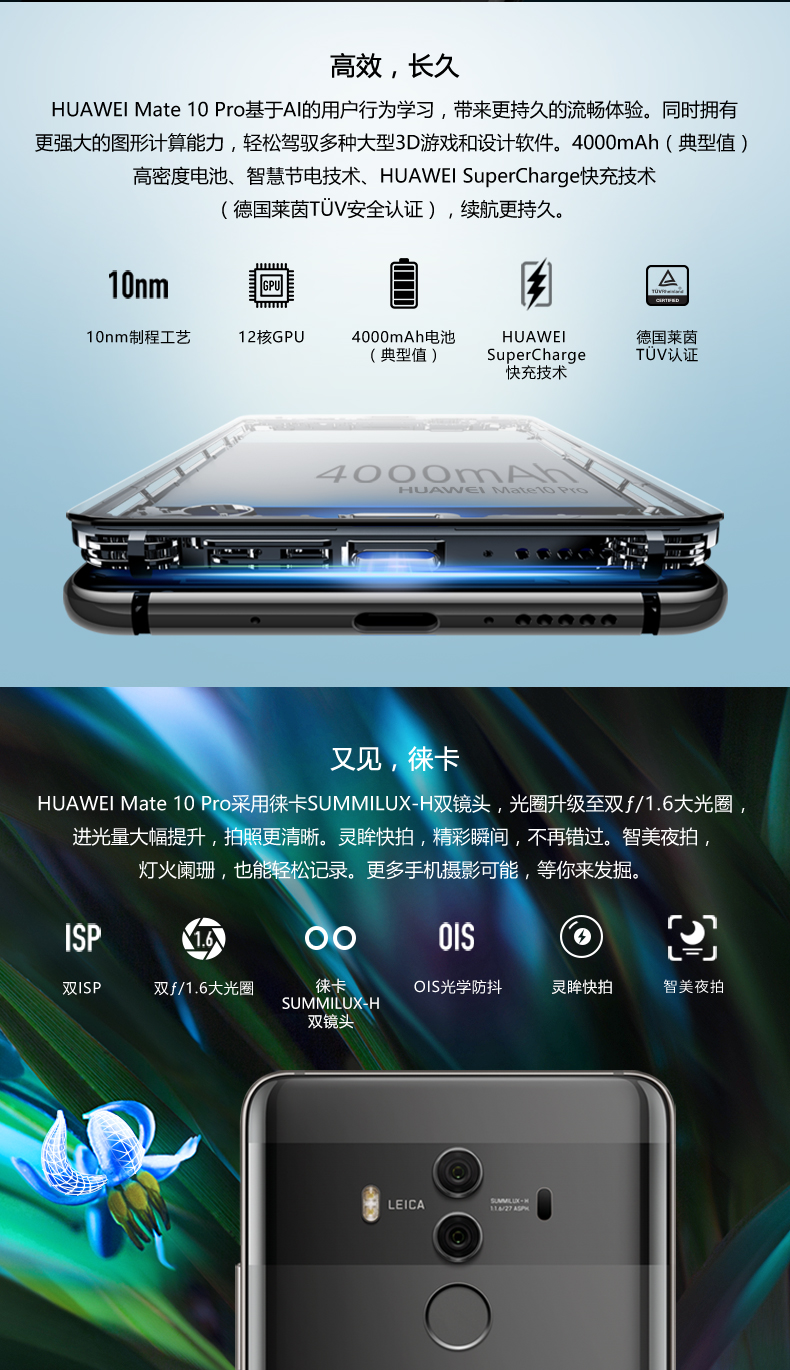 高效，长久
HUAWEI Mate 10 Pro基于AI的用户行为学习，带来更持久的流畅体验。同时拥有
更强大的图形计算能力，轻松驾驭多种大型3D游戏和设计软件。4000mAh（典型值）
高密度电池、智慧节电技术、HUAWEI SuperCharge快充技术
（德国莱茵TÜV安全认证），续航更持久。
10nm
GPU
TÜVRheinland
CERTIFIED
10nm制程工艺
12核GPU
4000mAh电池
（典型值）
HUAWEI
SuperCharge
快充技术
德国莱茵
TÜV认证
4000mAh
HUAWEI Mate10 Pro
又见，徕卡
HUAWEI Mate 10 Pro采用徕卡SUMMILUX-H双镜头，光圈升级至双ƒ/1.6大光圈，
进光量大幅提升，拍照更清晰。灵眸快拍，精彩瞬间，不再错过。智美夜拍，
灯火阑珊，也能轻松记录。更多手机摄影可能，等你来发掘。
ISP
1.6
OIS
双ISP
双ƒ/1.6大光圈
徕卡
SUMMILUX-H
双镜头
OIS光学防抖
灵眸快拍
智美夜拍
LEICA
SUMMILUX-H
1:1.6/27 ASPH.